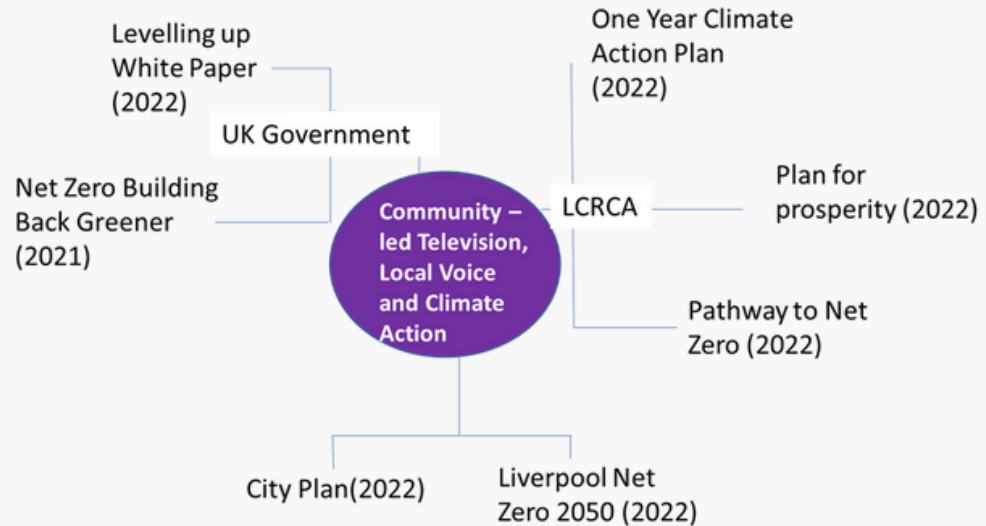 Levelling up
White Paper
(2022)
UK Government
Net Zero Building
Back Greener
(2021)
One Year Climate
Action Plan
(2022)
LCRCA
Plan for
prosperity (2022)
Pathway to Net
Zero (2022)
Community –
led Television,
Local Voice
and Climate
Action
City Plan(2022)
Liverpool Net
Zero 2050 (2022)